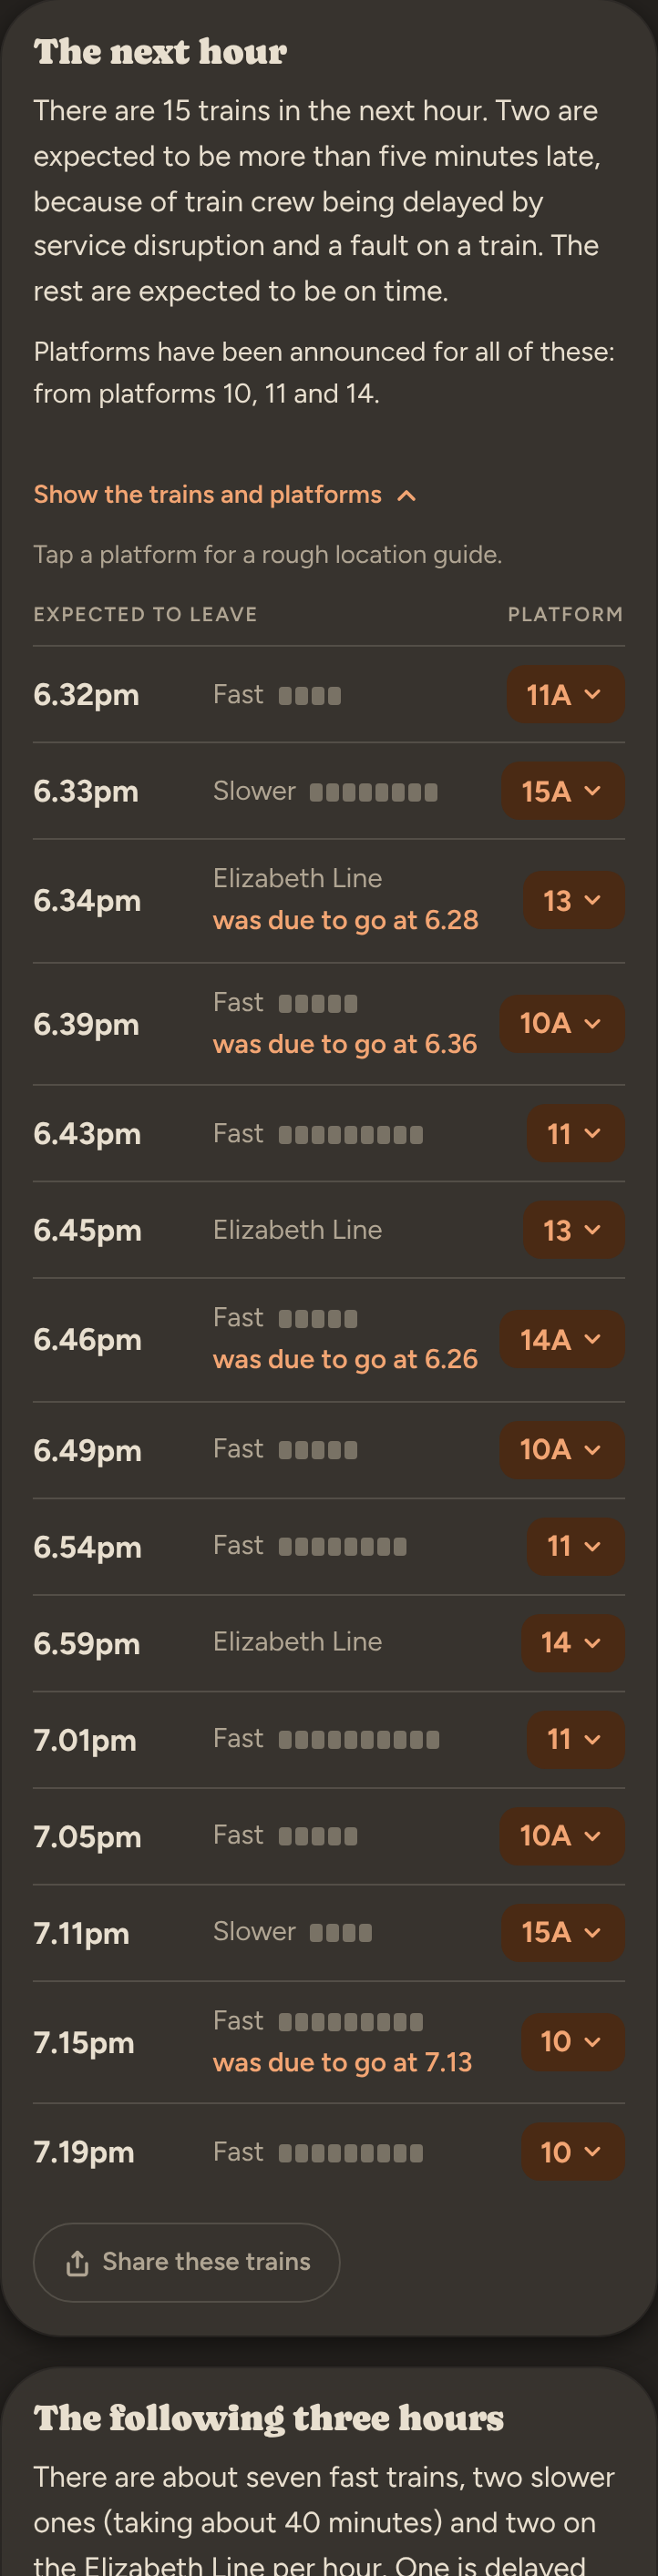 The next hour
There are 15 trains in the next hour. Two are
expected to be more than five minutes late,
because of train crew being delayed by
service disruption and a fault on a train. The
rest are expected to be on time.
Platforms have been announced for all of these:
from platforms 10, 11 and 14.
Show the trains and platforms
Tap a platform for a rough location guide.
EXPECTED TO LEAVE PLATFORM
6.32pm Fast 11A
6.33pm Slower 15A
6.34pm Elizabeth Line 13
was due to go at 6.28
6.39pm Fast 10A
was due to go at 6.36
6.43pm Fast 11
6.45pm Elizabeth Line 13
6.46pm Fast 14A
was due to go at 6.26
6.49pm Fast 10A
6.54pm Fast 11
6.59pm Elizabeth Line 14
7.01pm Fast 11
7.05pm Fast 10A
7.11pm Slower 15A
7.15pm Fast 10
was due to go at 7.13
7.19pm Fast 10
Share these trains
The following three hours
There are about seven fast trains, two slower
ones (taking about 40 minutes) and two on
the Elizabeth Line per hour. One is delayed